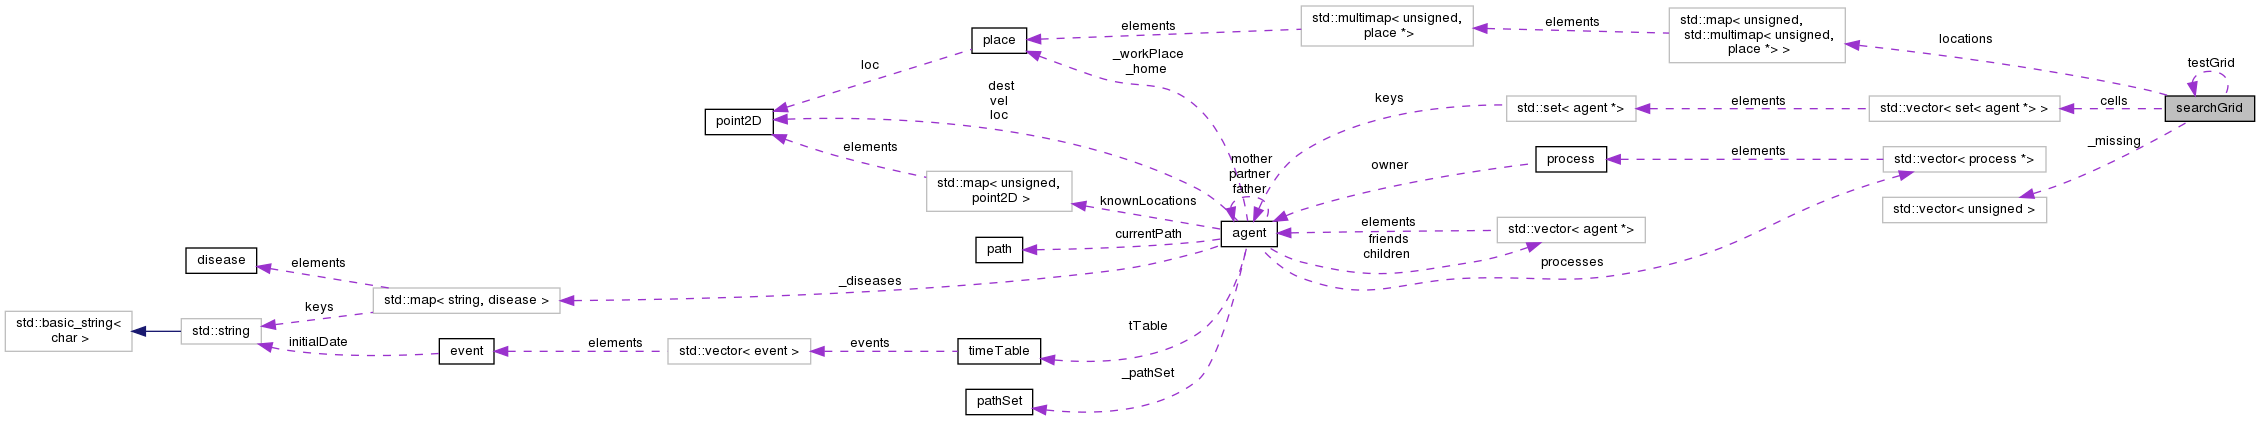 std::multimap< unsigned,
place *>
elements
std::map< unsigned,
std::multimap< unsigned,
place *> >
elements
place
locations
testGrid
_workPlace
_home
loc
dest
vel
loc
keys
std::set< agent *>
elements
std::vector< set< agent *> >
cells
searchGrid
point2D
elements
mother
partner
father
owner
process
elements
std::vector< process *>
_missing
std::map< unsigned,
point2D >
knownLocations
std::vector< unsigned >
currentPath
path
agent
elements
std::vector< agent *>
friends
children
processes
disease
elements
_diseases
std::map< string, disease >
keys
std::basic_string<
char >
std::string
initialDate
tTable
event
elements
std::vector< event >
events
timeTable
_pathSet
pathSet